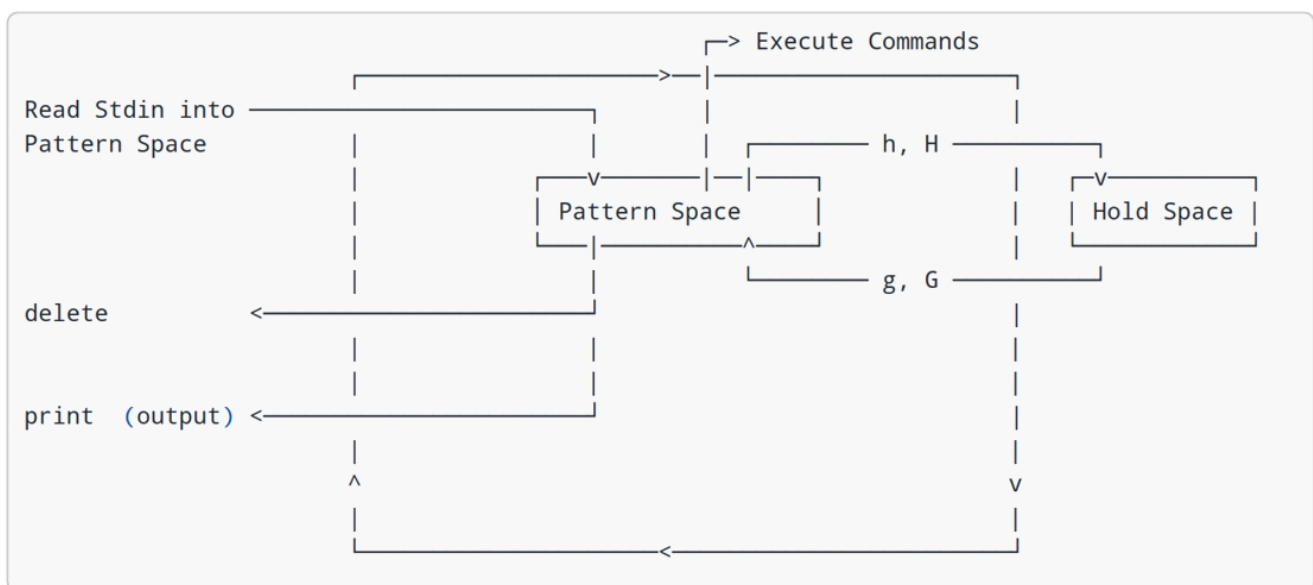 Execute Commands
Read Stdin into
Pattern Space
h, H
Pattern Space
Hold Space
g, G
delete
print (output)